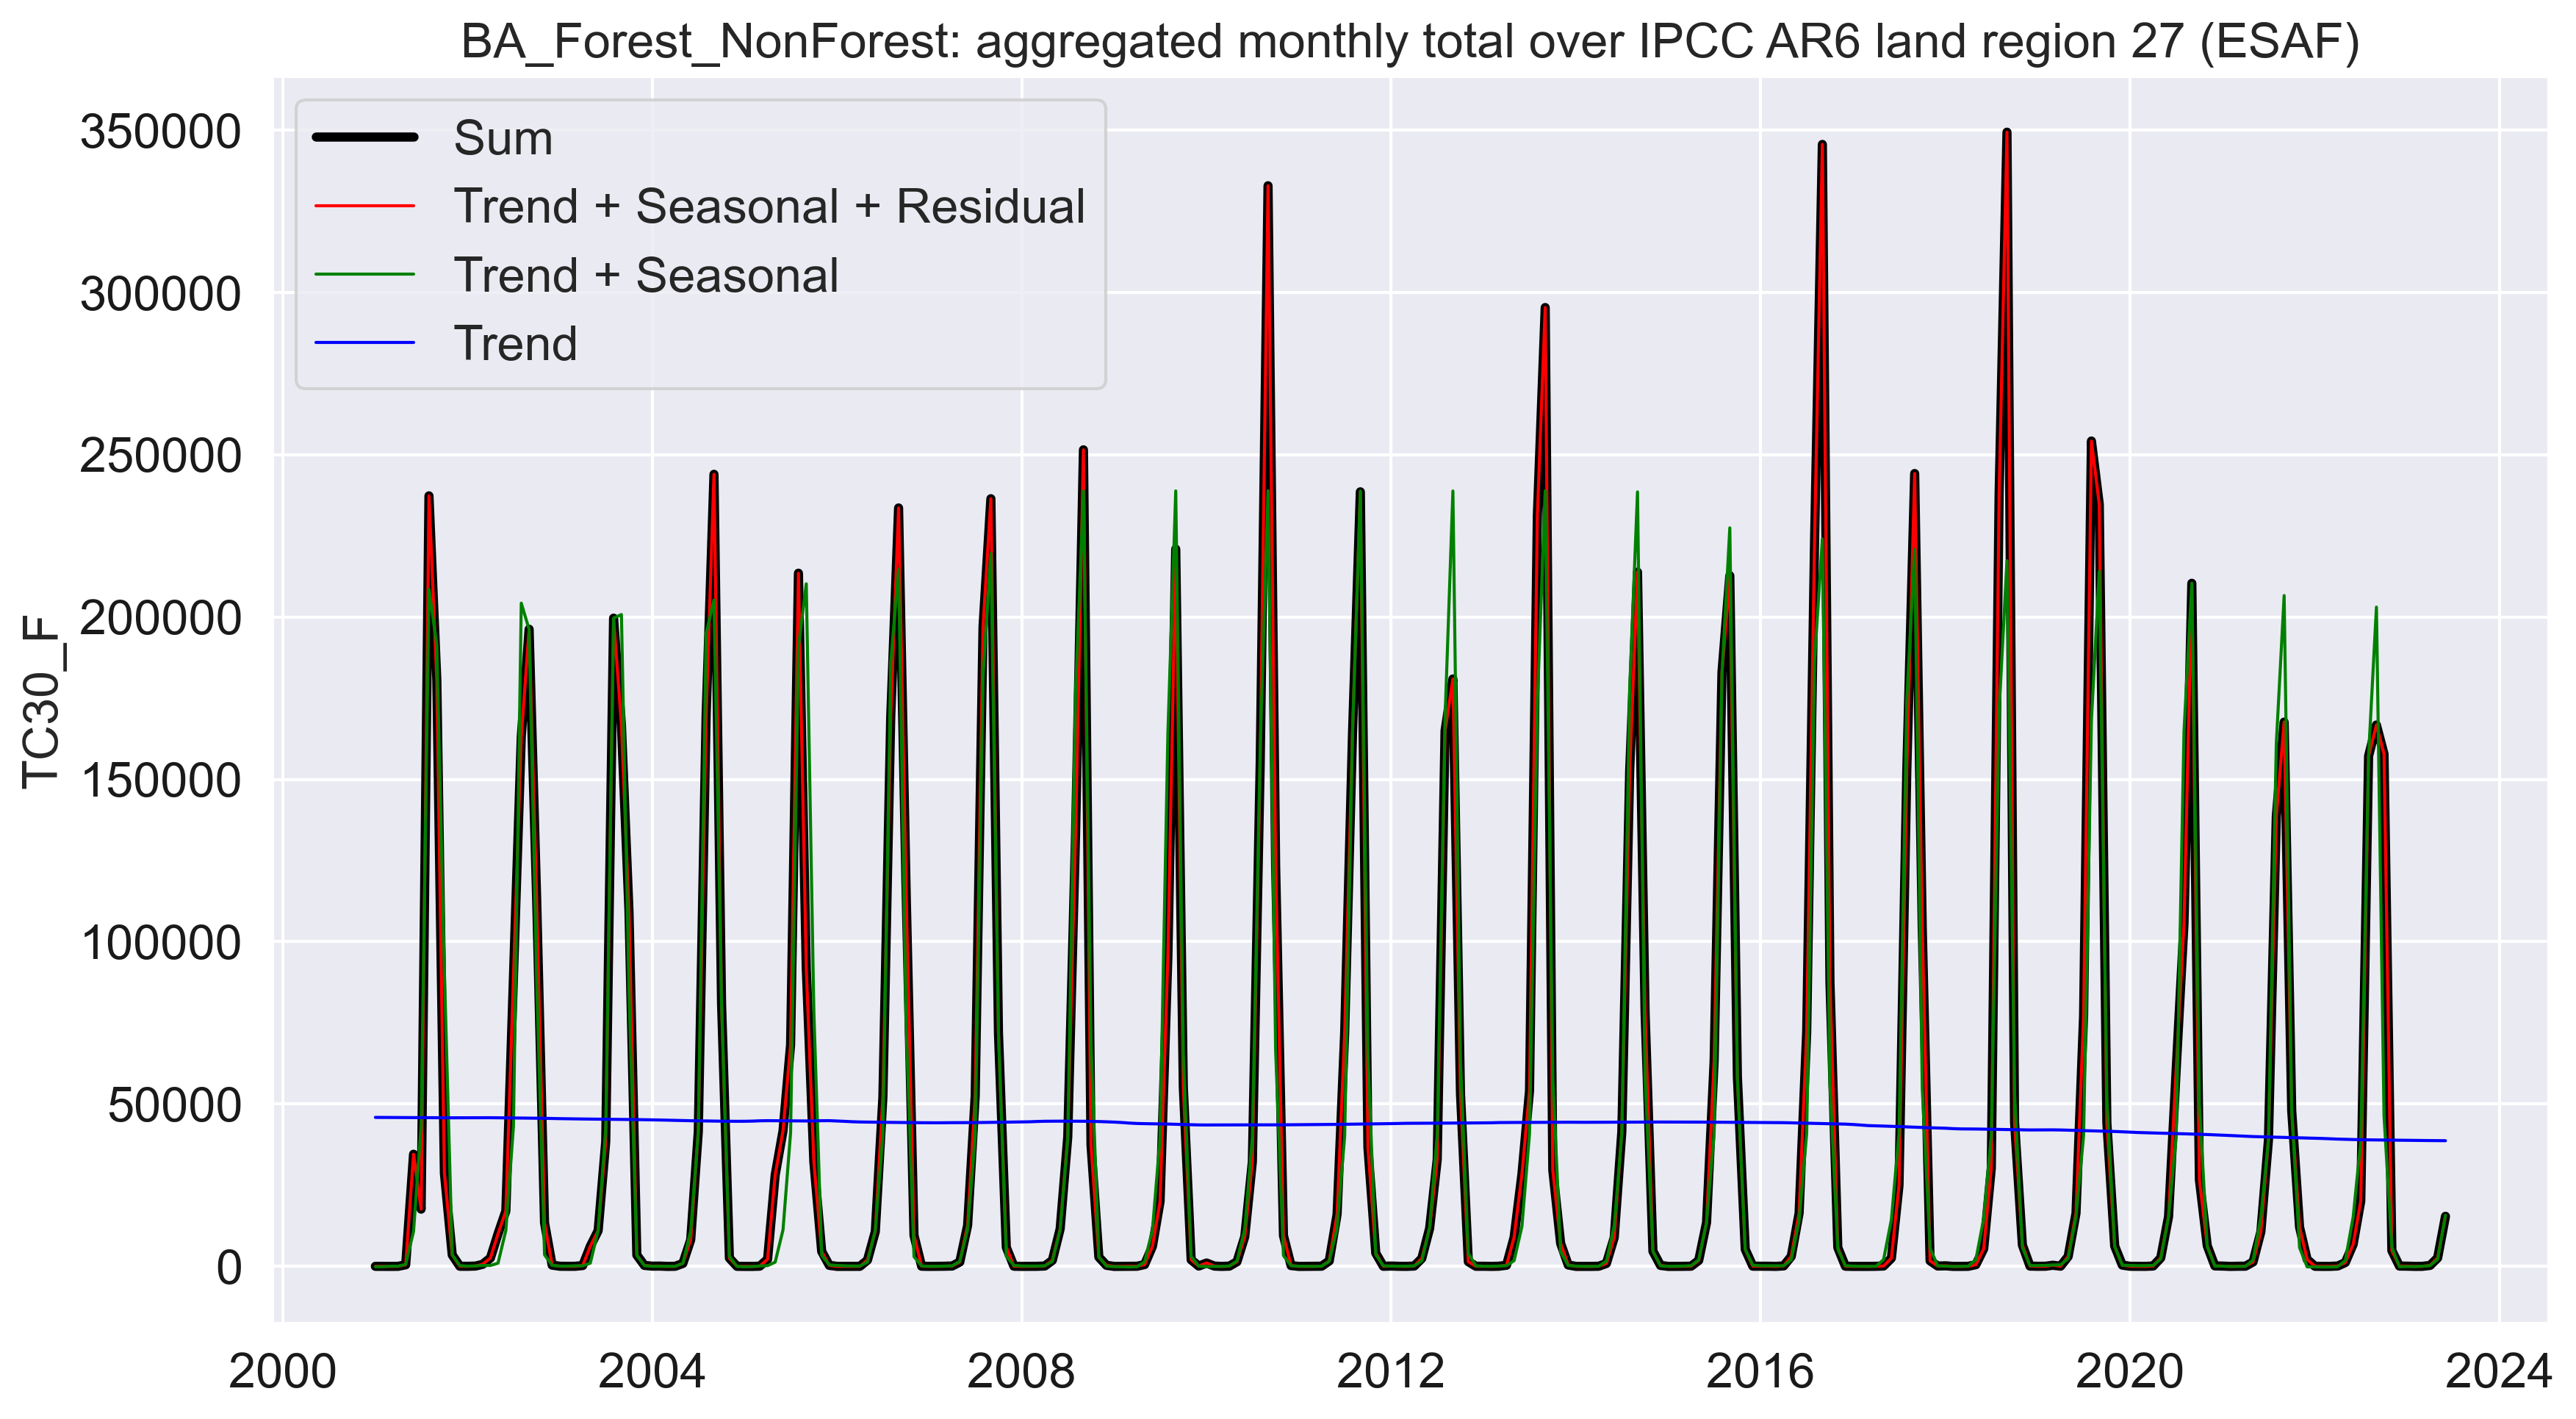 BA_Forest_NonForest: aggregated monthly total over IPCC AR6 land region 27 (ESAF)
Sum
Trend + Seasonal + Residual
Trend + Seasonal
Trend
TC30_F
350000
300000
250000
200000
150000
100000
50000
0
2000 2004 2008 2012 2016 2020 2024